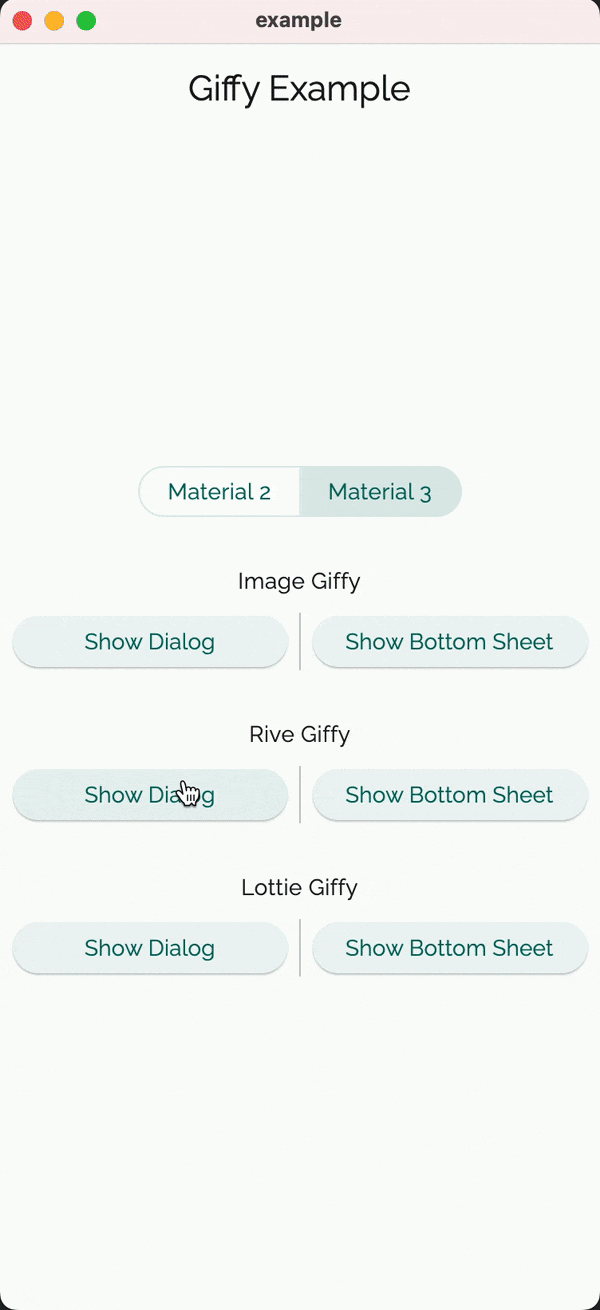 example
Giffy Example
Material 2 Material 3
Image Giffy
Show Dialog Show Bottom Sheet
Rive Giffy
Show Dialog Show Bottom Sheet
Lottie Giffy
Show Dialog Show Bottom Sheet